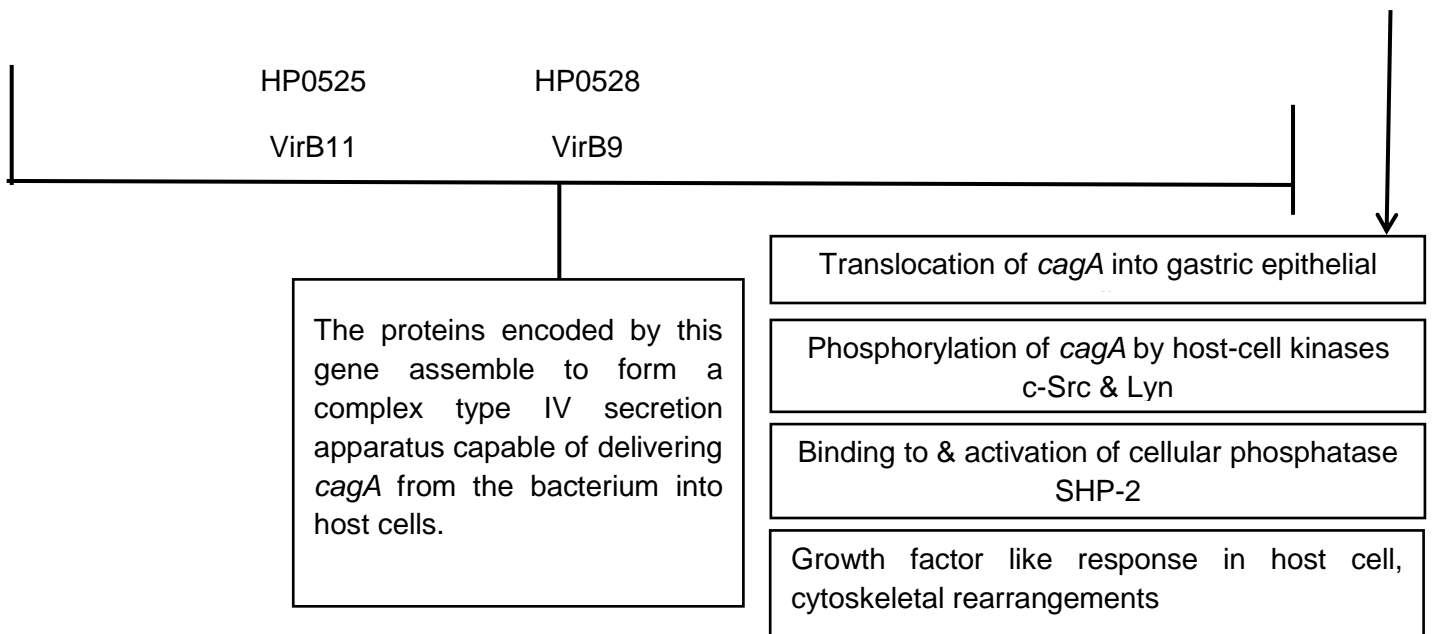 HP0525 HP0528
VirB11 VirB9
The proteins encoded by this
gene assemble to form a
complex type IV secretion
apparatus capable of delivering
cagA from the bacterium into
host cells.
Translocation of cagA into gastric epithelial
Phosphorylation of cagA by host-cell kinases
c-Src & Lyn
Binding to & activation of cellular phosphatase
SHP-2
Growth factor like response in host cell,
cytoskeletal rearrangements